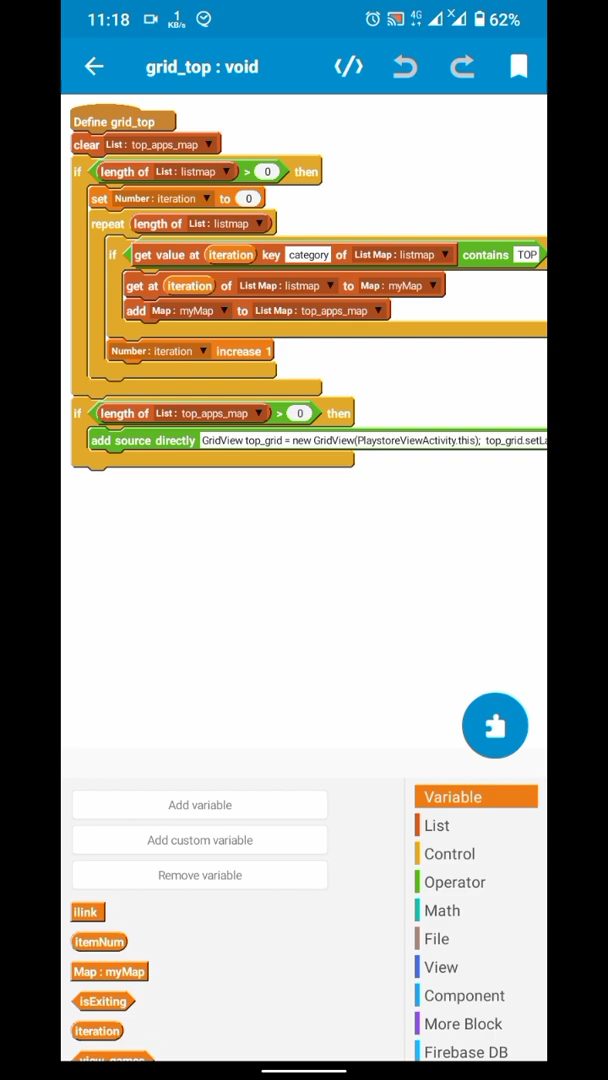 11:18 1 KB/s 4G X 62%
grid_top : void
Define grid_top
clear List : top_apps_map
if length of List : listmap > 0 then
set Number : iteration to 0
repeat length of List : listmap
if get value at iteration key category of List Map : listmap contains TOP
get at iteration of List Map : listmap to Map : myMap
add Map : myMap to List Map : top_apps_map
Number : iteration increase 1
if length of List : top_apps_map > 0 then
add source directly GridView top_grid = new GridView(PlaystoreViewActivity.this); top_grid.setLa
Add variable
Add custom variable
Remove variable
ilink
itemNum
Map : myMap
isExiting
iteration
view_games
Variable
List
Control
Operator
Math
File
View
Component
More Block
Firebase DB